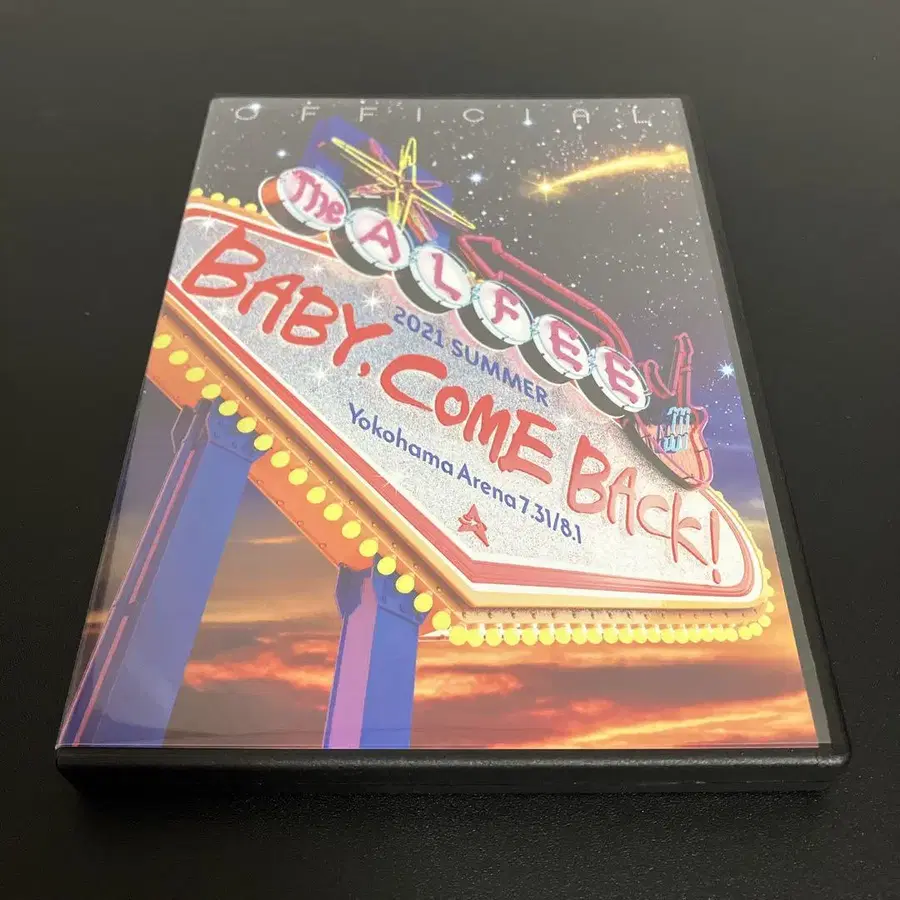 OFFICIAL
The ALFEE
2021 SUMMER
BABY, COME BACK!
Yokohama Arena 7.31/8.1